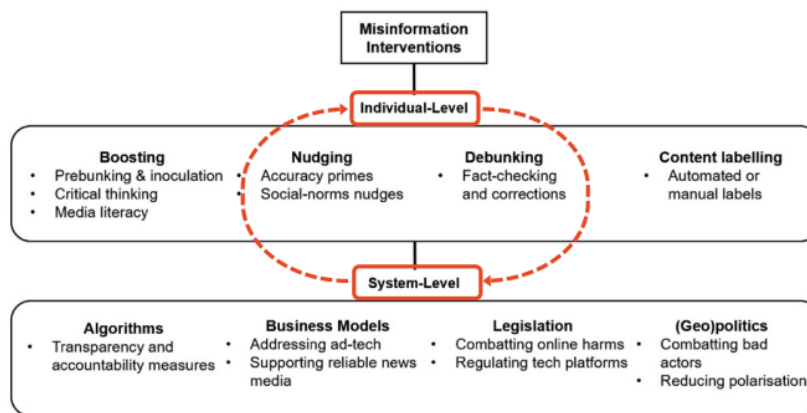 Misinformation
Interventions
Individual-Level
Boosting
• Prebunking & inoculation
• Critical thinking
• Media literacy
Nudging
• Accuracy primes
• Social-norms nudges
Debunking
• Fact-checking
and corrections
Content labelling
• Automated or
manual labels
System-Level
Algorithms
• Transparency and
accountability measures
Business Models
• Addressing ad-tech
• Supporting reliable news
media
Legislation
• Combatting online harms
• Regulating tech platforms
(Geo)politics
• Combatting bad
actors
• Reducing polarisation